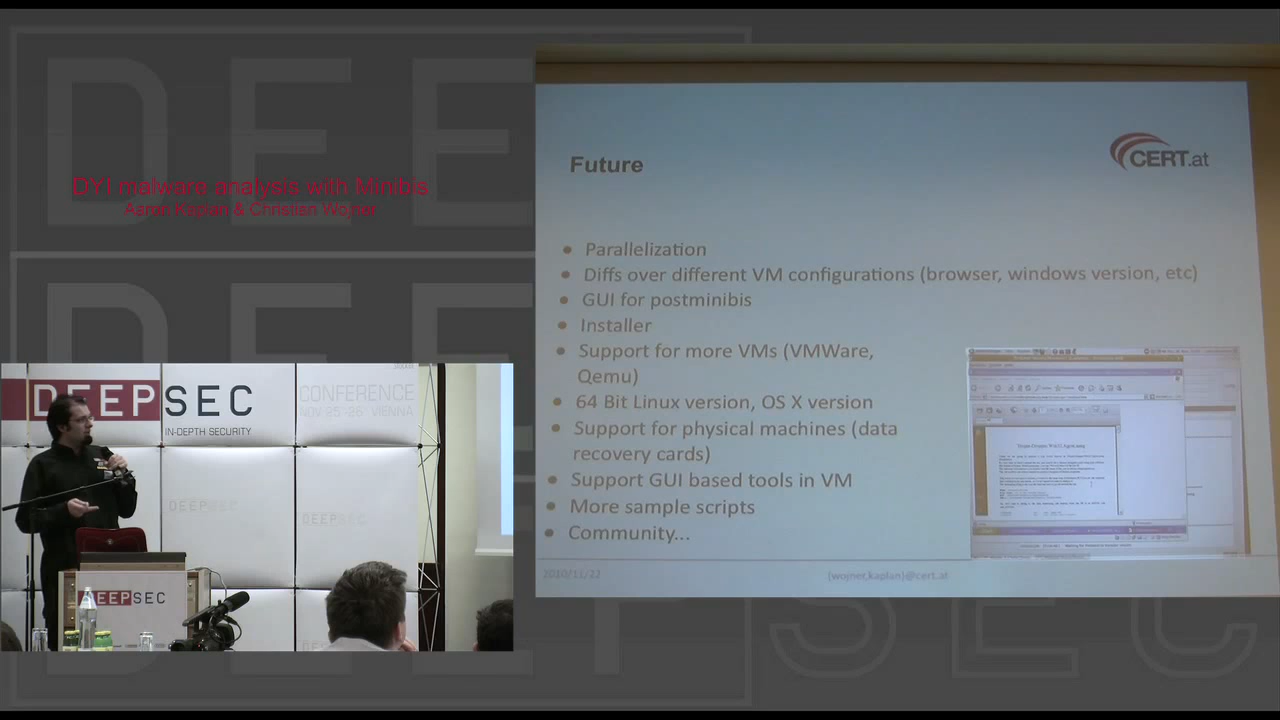 DYI malware analysis with Minibis
Aaron Kaplan & Christian Wojner
Future
CERT.at
• Parallelization
• Diffs over different VM configurations (browser, windows version, etc)
• GUI for postminibis
• Installer
• Support for more VMs (VMWare,
Qemu)
• 64 Bit Linux version, OS X version
• Support for physical machines (data
recovery cards)
• Support GUI based tools in VM
• More sample scripts
• Community...
2010/11/22
{wojner,kaplan}@cert.at
DEEPSEC
IN-DEPTH SECURITY
CONFERENCE
NOV 23-26 VIENNA
DEEPSEC
DEEPSEC
DEEPSEC
DEEPSEC